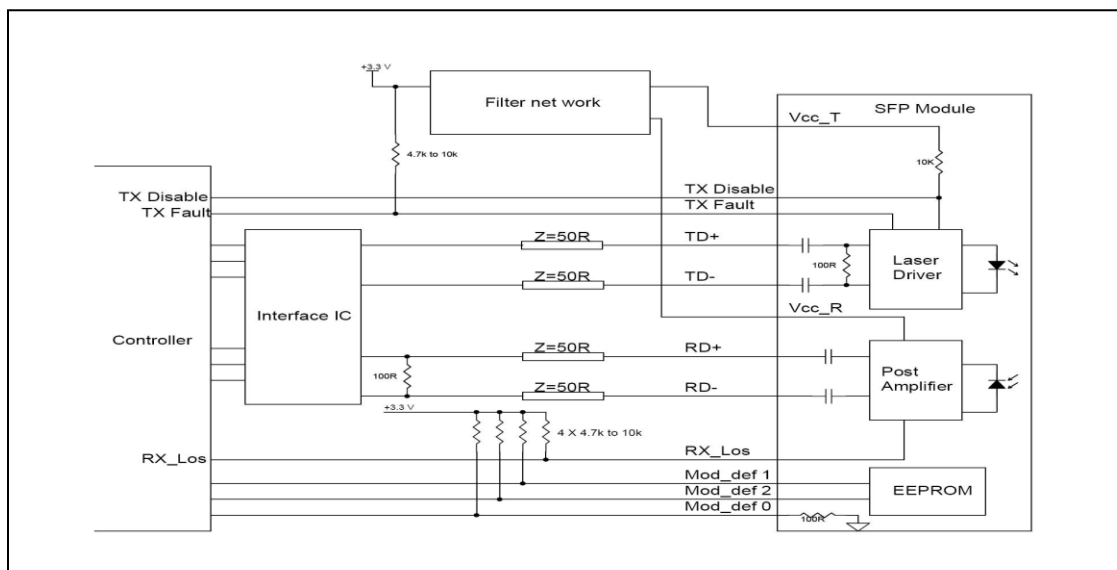 +3.3 V
Filter net work
SFP Module
Vcc_T
4.7k to 10k
10K
TX Disable
TX Disable
TX Fault
TX Fault
Z=50R
TD+
Laser
Driver
100R
Z=50R
TD-
Interface IC
Vcc_R
Controller
Z=50R
RD+
Post
Amplifier
100R
Z=50R
RD-
+3.3 V
4 X 4.7k to 10k
RX_Los
RX_Los
Mod_def 1
EEPROM
Mod_def 2
Mod_def 0
100R